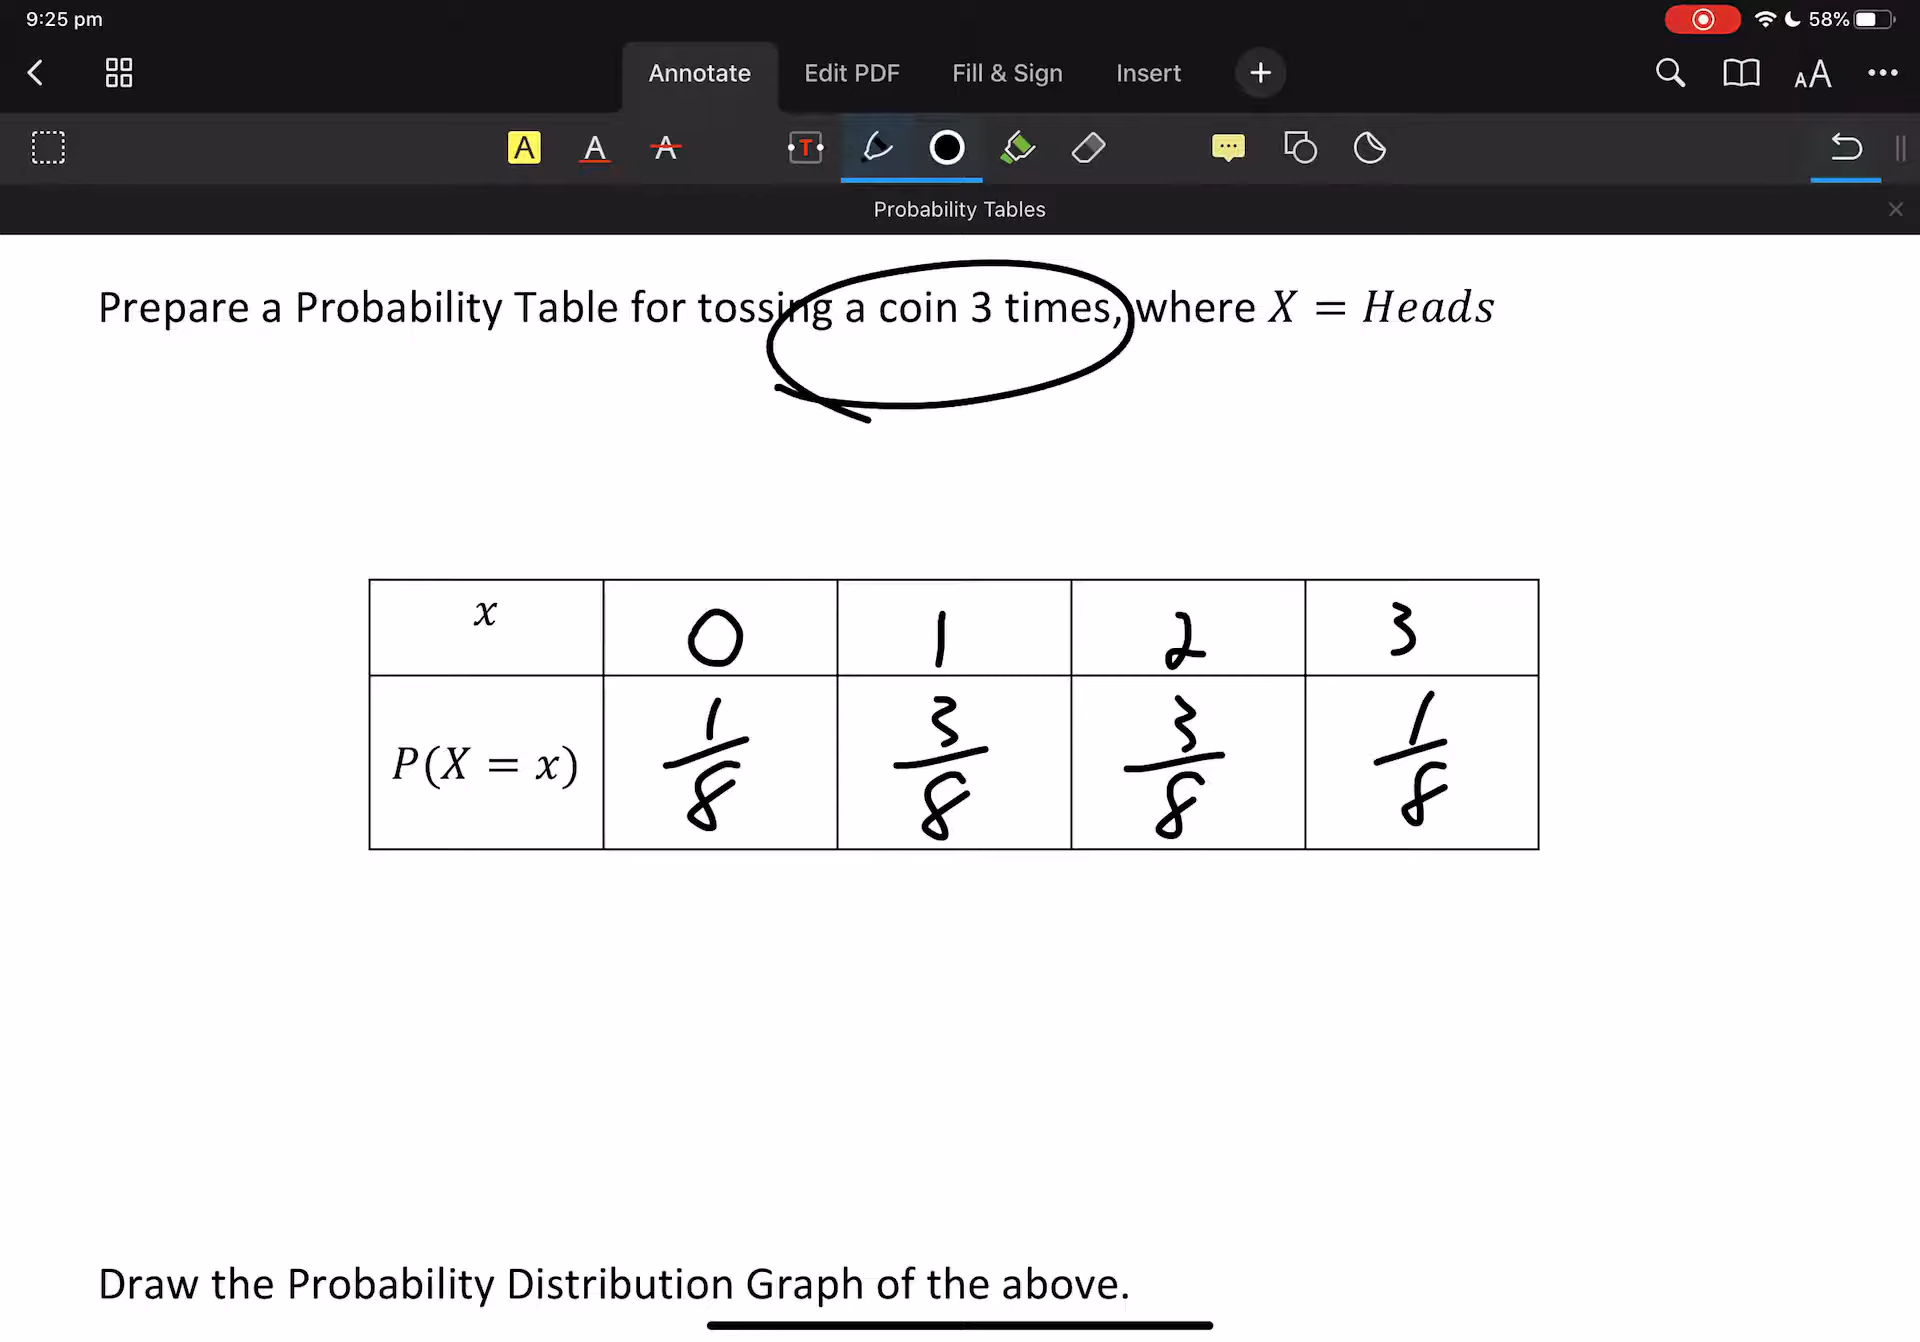 9:25 pm
58%
Annotate Edit PDF Fill & Sign Insert +
AA
A A A T
Probability Tables
Prepare a Probability Table for tossing a coin 3 times, where X = Heads
x 0 1 2 3
P(X = x) 1/8 3/8 3/8 1/8
Draw the Probability Distribution Graph of the above.